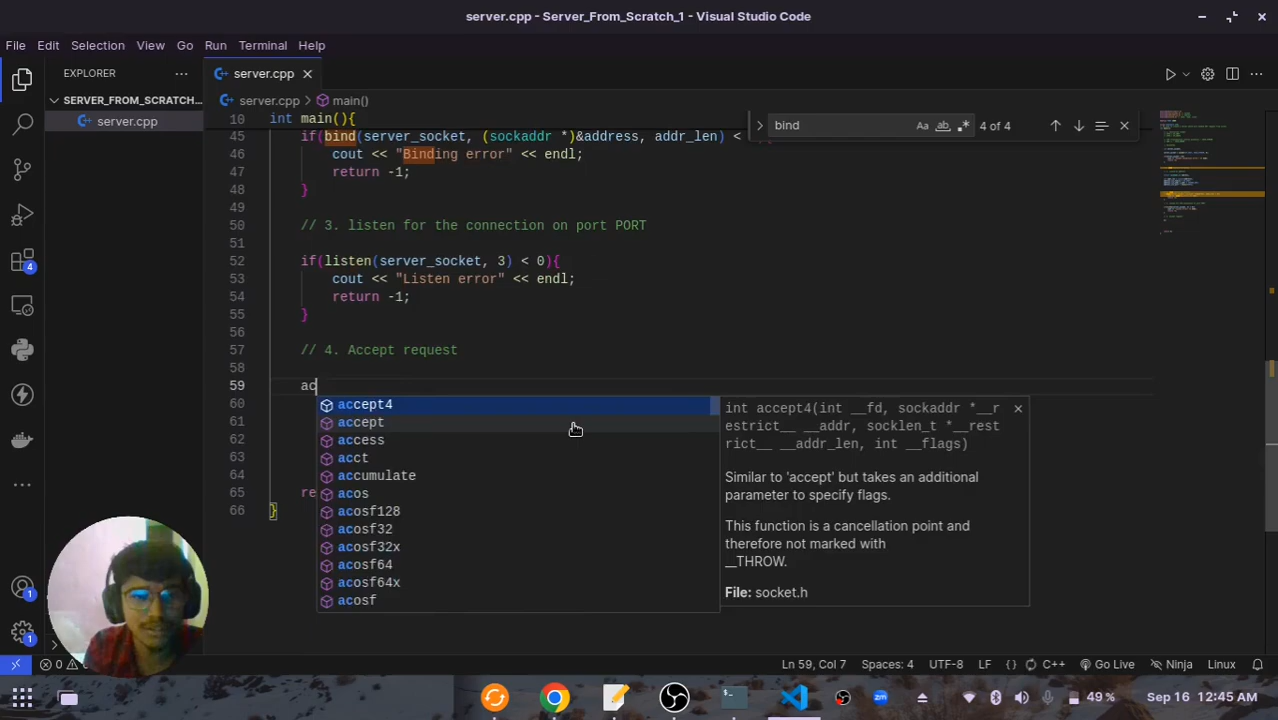 server.cpp - Server_From_Scratch_1 - Visual Studio Code
File Edit Selection View Go Run Terminal Help
EXPLORER ···
server.cpp
SERVER_FROM_SCRATCH...
server.cpp
server.cpp > main()
10 int main(){
bind Aa ab .* 4 of 4
45 if(bind(server_socket, (sockaddr *)&address, addr_len) <
46 cout << "Binding error" << endl;
47 return -1;
48 }
49
50 // 3. listen for the connection on port PORT
51
52 if(listen(server_socket, 3) < 0){
53 cout << "Listen error" << endl;
54 return -1;
55 }
56
57 // 4. Accept request
58
59 ac
60
61
62
63
64
65 re
66 }
accept4
accept
access
acct
accumulate
acos
acosf128
acosf32
acosf32x
acosf64
acosf64x
acosf
int accept4(int __fd, sockaddr *__r
estrict__ __addr, socklen_t *__rest
rict__ __addr_len, int __flags)
Similar to 'accept' but takes an additional
parameter to specify flags.
This function is a cancellation point and
therefore not marked with
__THROW.
File: socket.h
4
1
1
0
Ln 59, Col 7 Spaces: 4 UTF-8 LF {} C++ Go Live Ninja Linux
49 % Sep 16 12:45 AM